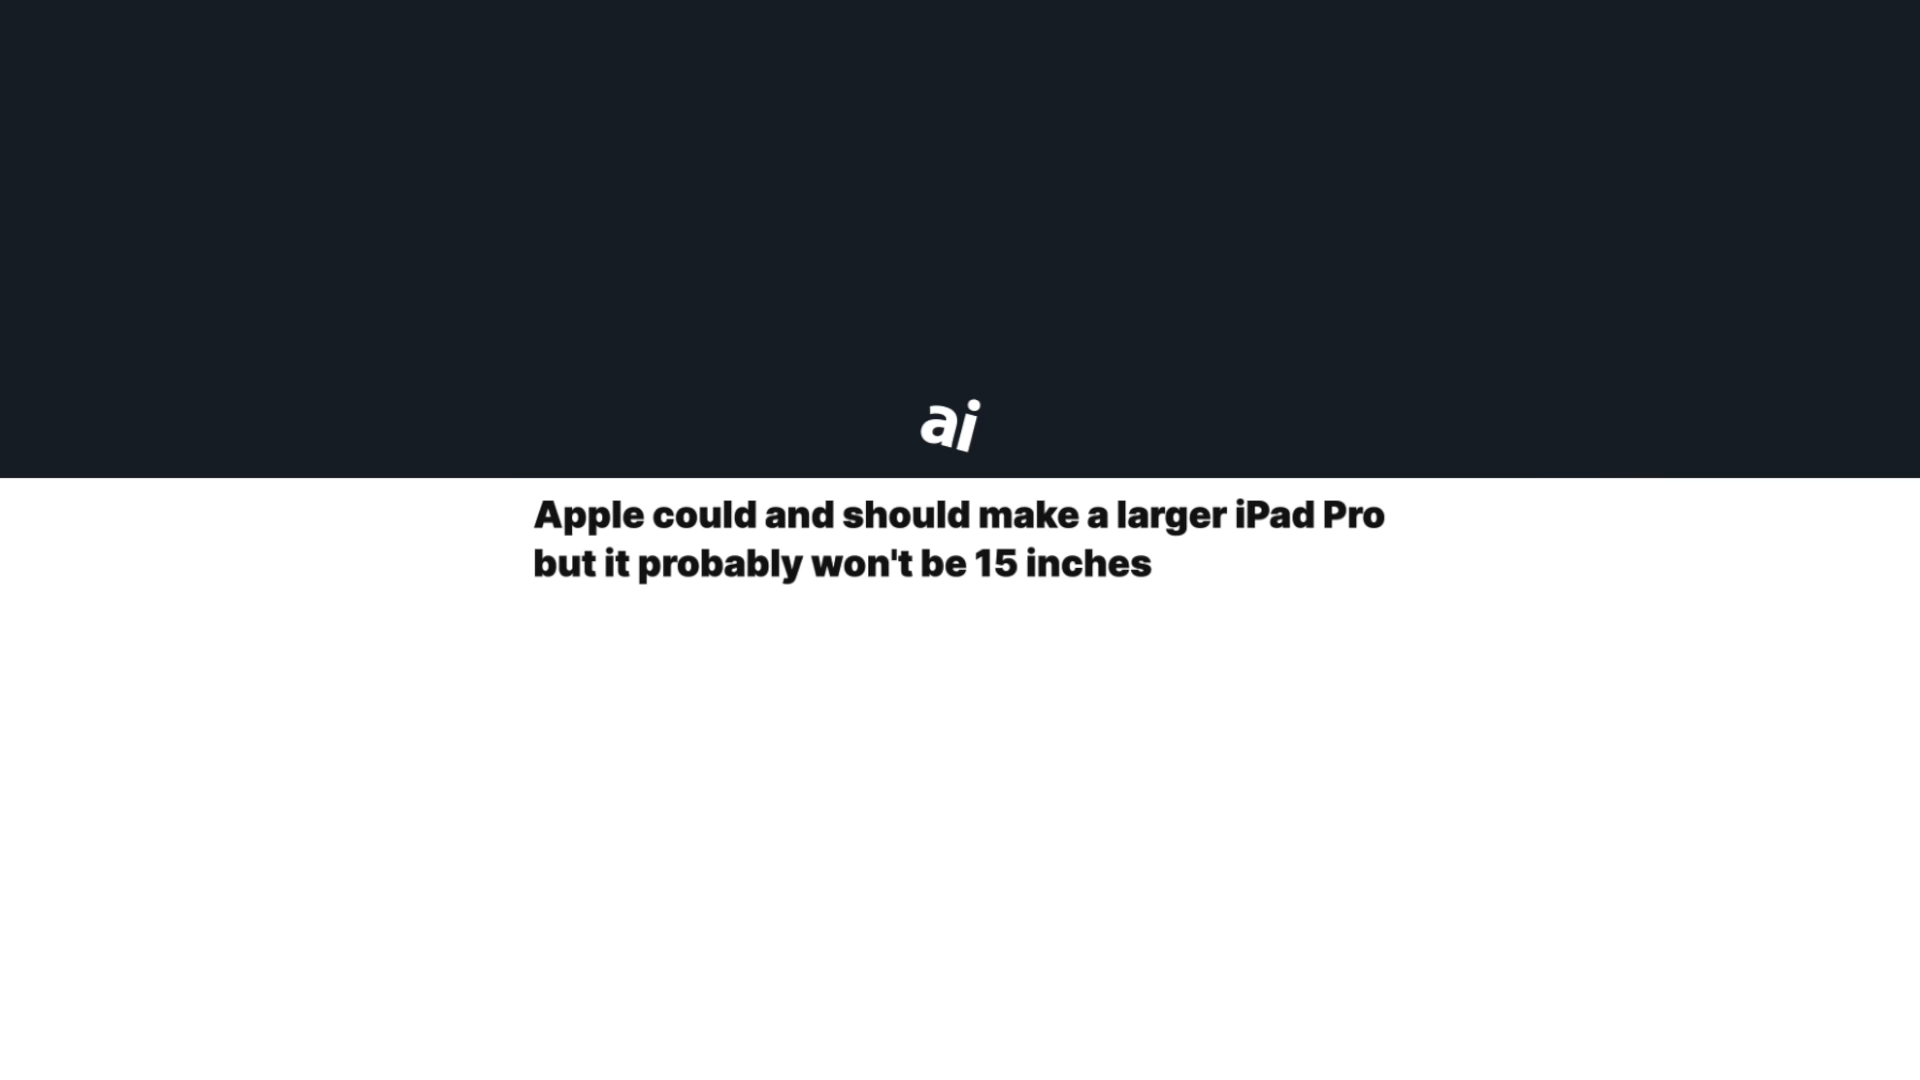 ai
Apple could and should make a larger iPad Pro
but it probably won't be 15 inches